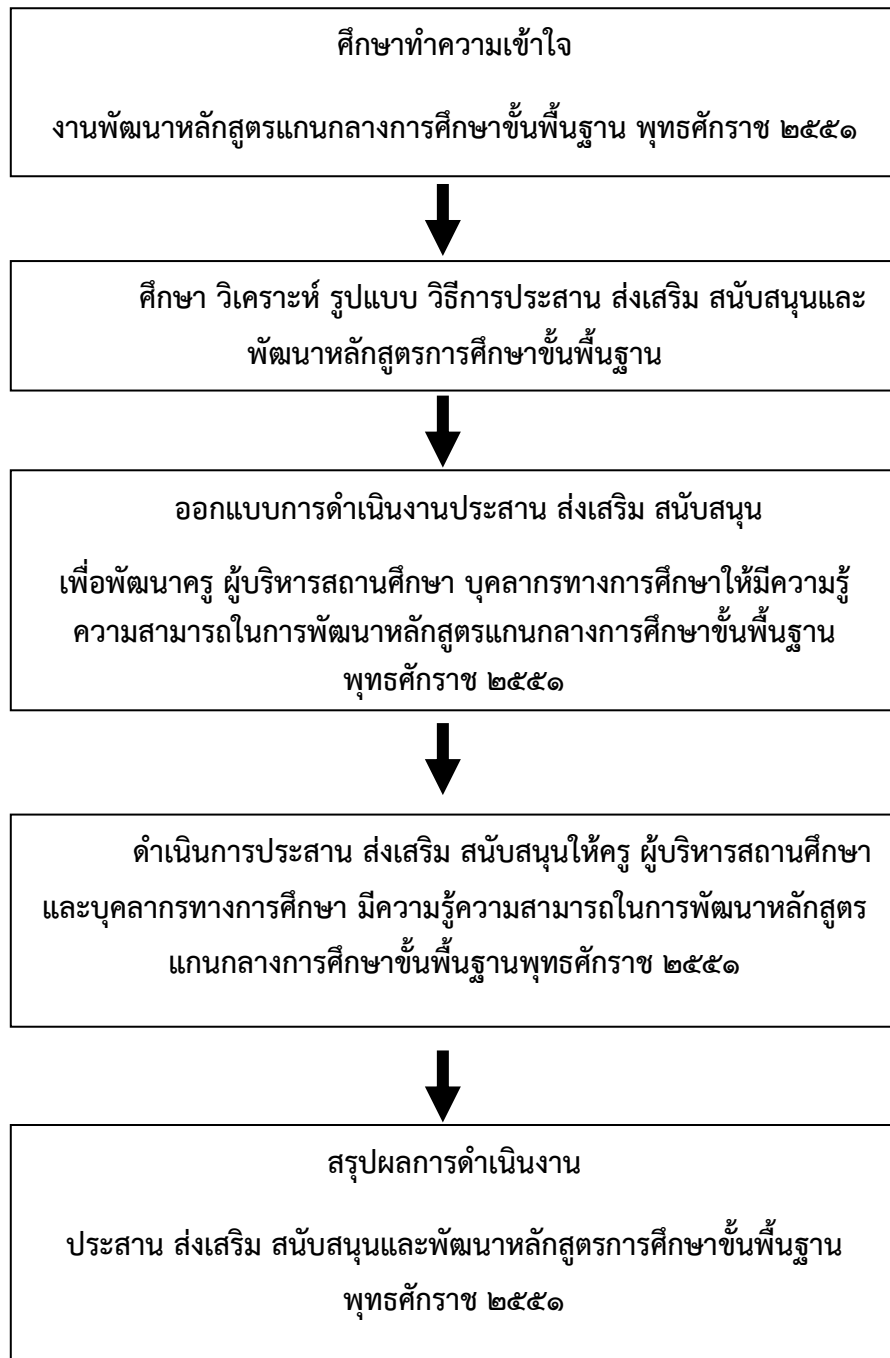 ศึกษาทำความเข้าใจ
งานพัฒนาหลักสูตรแกนกลางการศึกษาขั้นพื้นฐาน พุทธศักราช ๒๕๕๑
ศึกษา วิเคราะห์ รูปแบบ วิธีการประสาน ส่งเสริม สนับสนุนและ
พัฒนาหลักสูตรการศึกษาขั้นพื้นฐาน
ออกแบบการดำเนินงานประสาน ส่งเสริม สนับสนุน
เพื่อพัฒนาครู ผู้บริหารสถานศึกษา บุคลากรทางการศึกษาให้มีความรู้
ความสามารถในการพัฒนาหลักสูตรแกนกลางการศึกษาขั้นพื้นฐาน
พุทธศักราช ๒๕๕๑
ดำเนินการประสาน ส่งเสริม สนับสนุนให้ครู ผู้บริหารสถานศึกษา
และบุคลากรทางการศึกษา มีความรู้ความสามารถในการพัฒนาหลักสูตร
แกนกลางการศึกษาขั้นพื้นฐานพุทธศักราช ๒๕๕๑
สรุปผลการดำเนินงาน
ประสาน ส่งเสริม สนับสนุนและพัฒนาหลักสูตรการศึกษาขั้นพื้นฐาน
พุทธศักราช ๒๕๕๑